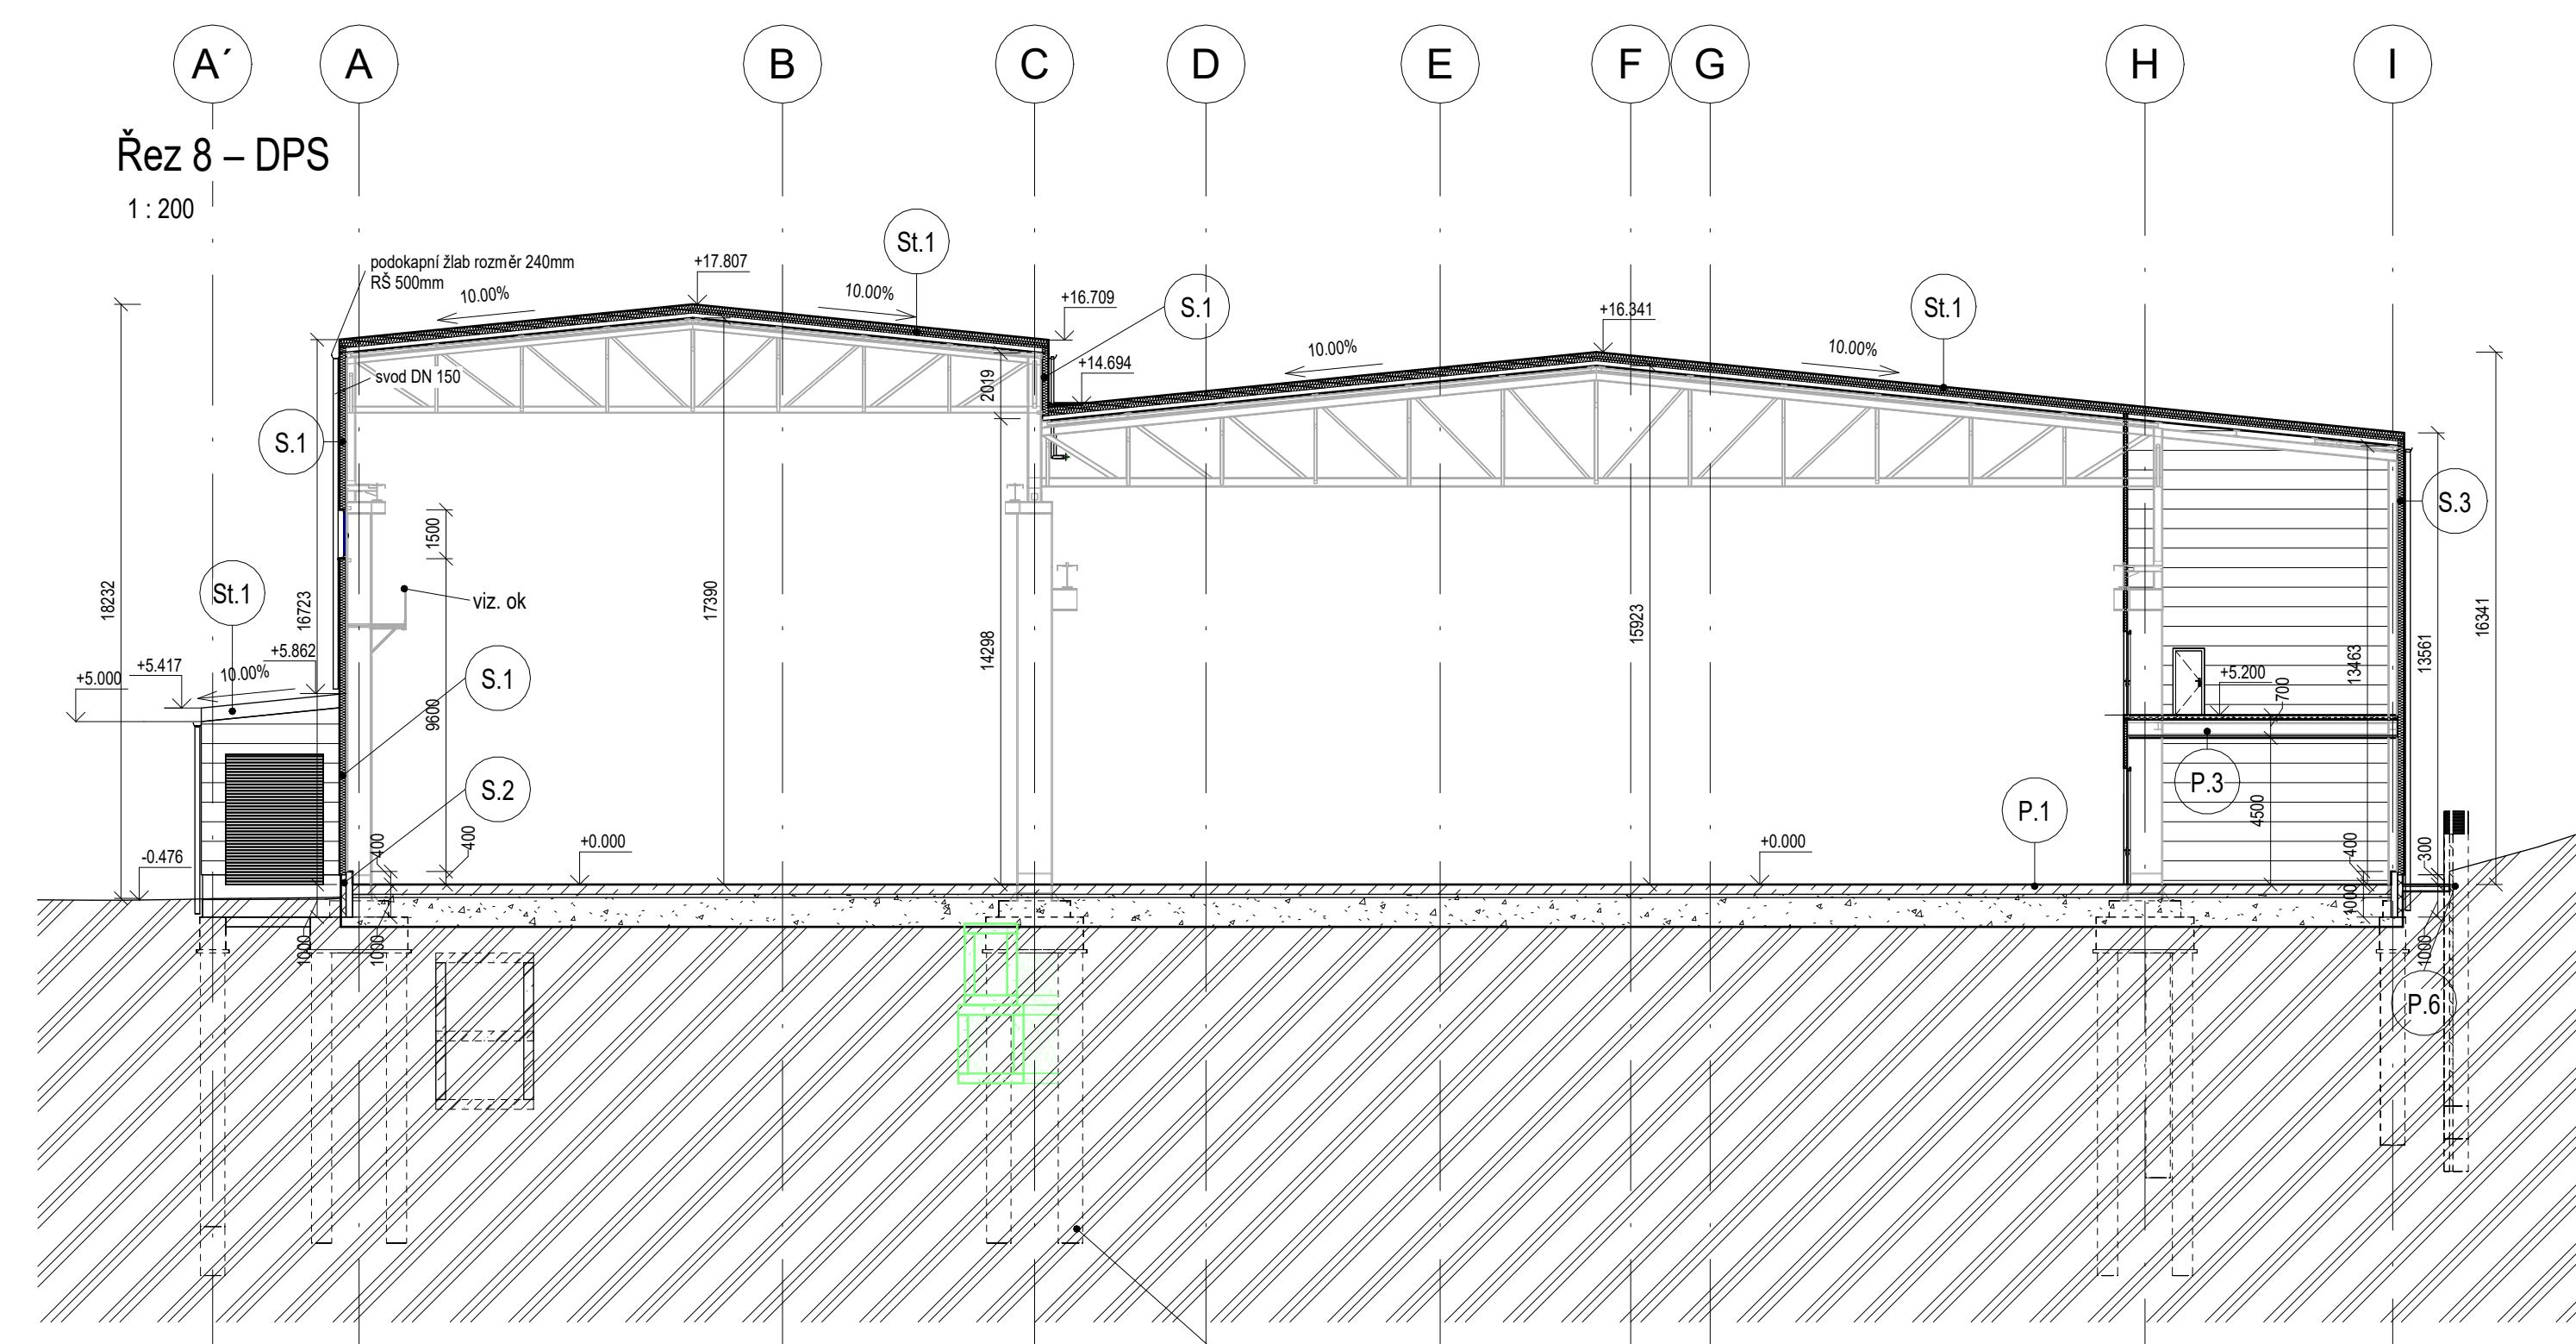 A´ A B C D E F G H I
Řez 8 – DPS
1 : 200
podokapní žlab rozměr 240mm
RŠ 500mm
svod DN 150
10.00%
+17.807
10.00%
St.1
+16.709
S.1
+14.694
10.00%
+16.341
10.00%
St.1
2019
S.1
S.3
1500
viz. ok
18232
16723
17390
14298
15923
13463
13561
16341
St.1
+5.862
+5.417
10.00%
+5.000
S.1
9600
+5.200
700
P.3
4500
S.2
P.1
-0.476
400
400
+0.000
+0.000
400
300
1000
1000
1000
P.6